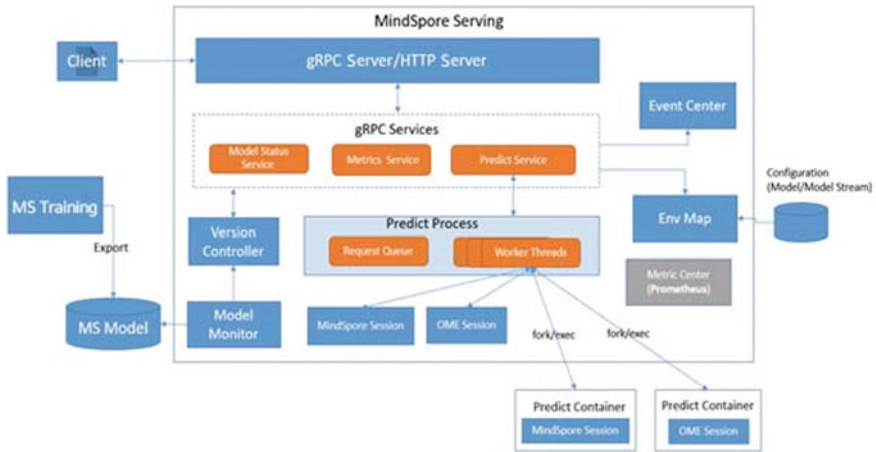 MindSpore Serving
Client
gRPC Server/HTTP Server
Event Center
gRPC Services
Model Status
Service
Metrics Service
Predict Service
Configuration
(Model/Model Stream)
MS Training
Export
Version
Controller
Predict Process
Request Queue
Worker Threads
Env Map
Metric Center
(Prometheus)
MS Model
Model
Monitor
MindSpore Session
OME Session
fork/exec
fork/exec
Predict Container
MindSpore Session
Predict Container
OME Session